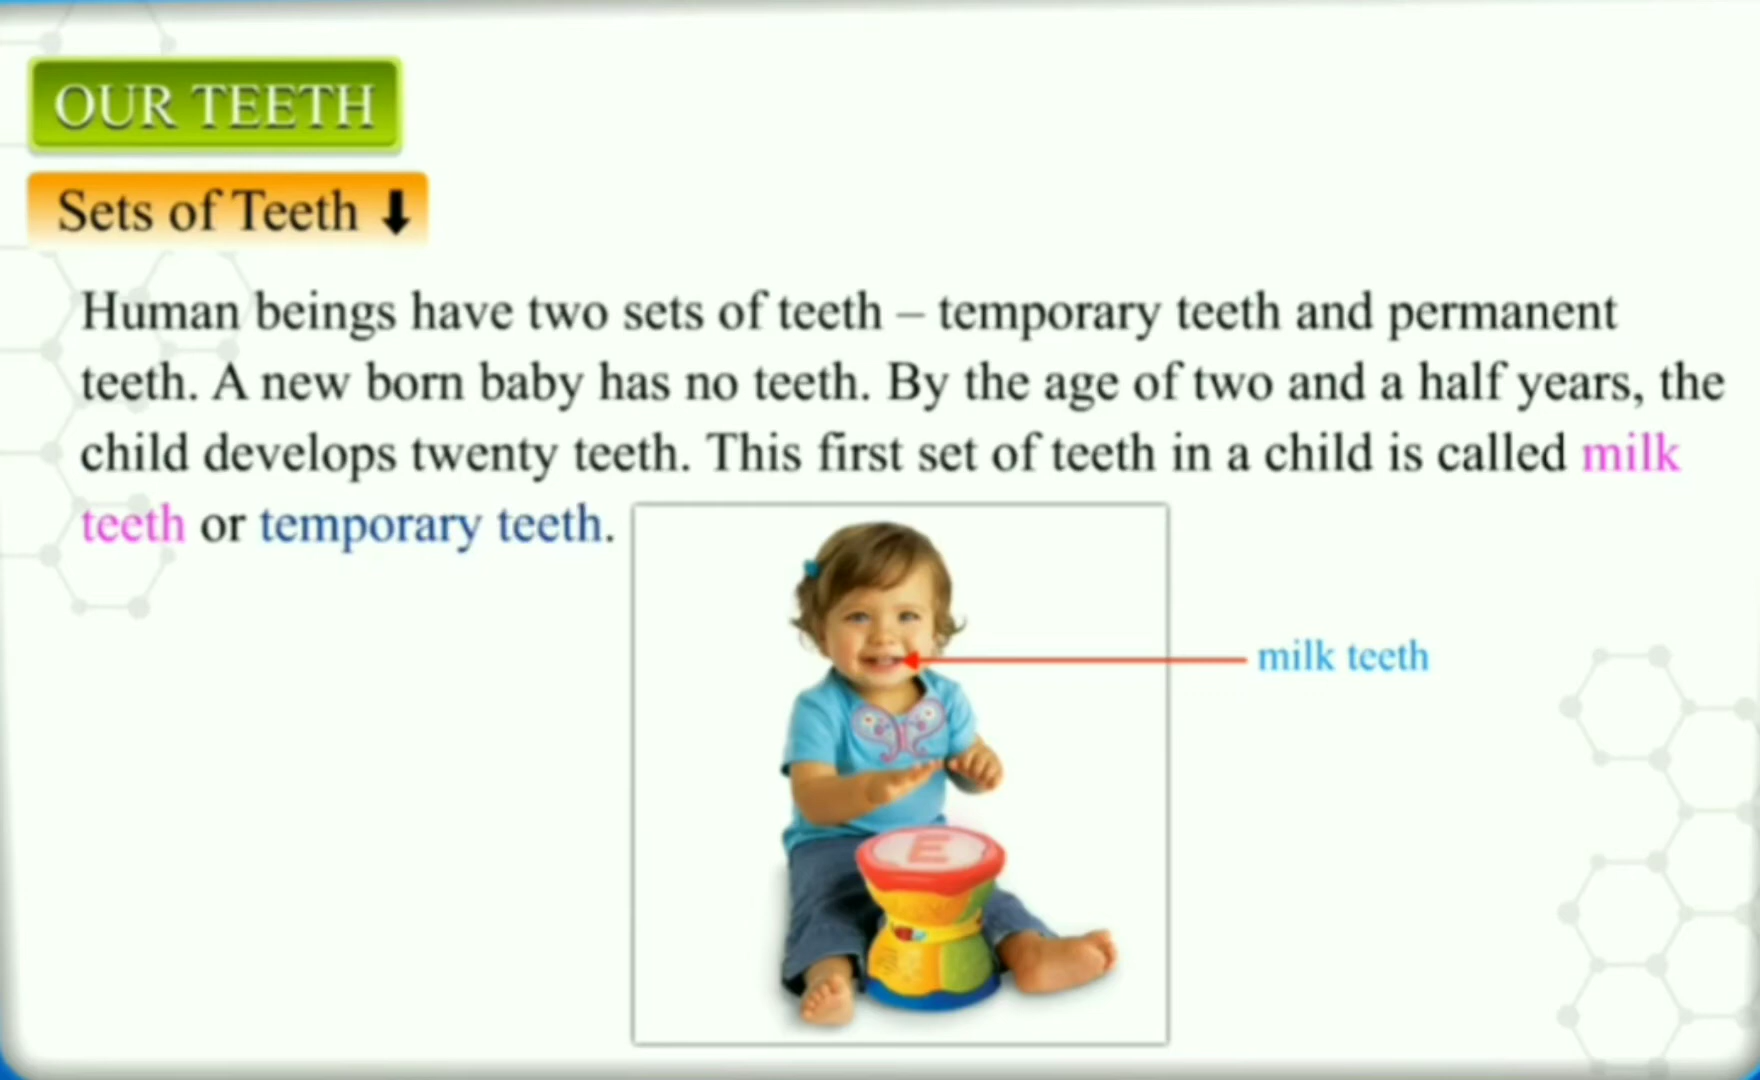 OUR TEETH
Sets of Teeth ⬇
Human beings have two sets of teeth – temporary teeth and permanent
teeth. A new born baby has no teeth. By the age of two and a half years, the
child develops twenty teeth. This first set of teeth in a child is called milk
teeth or temporary teeth.
milk teeth
E